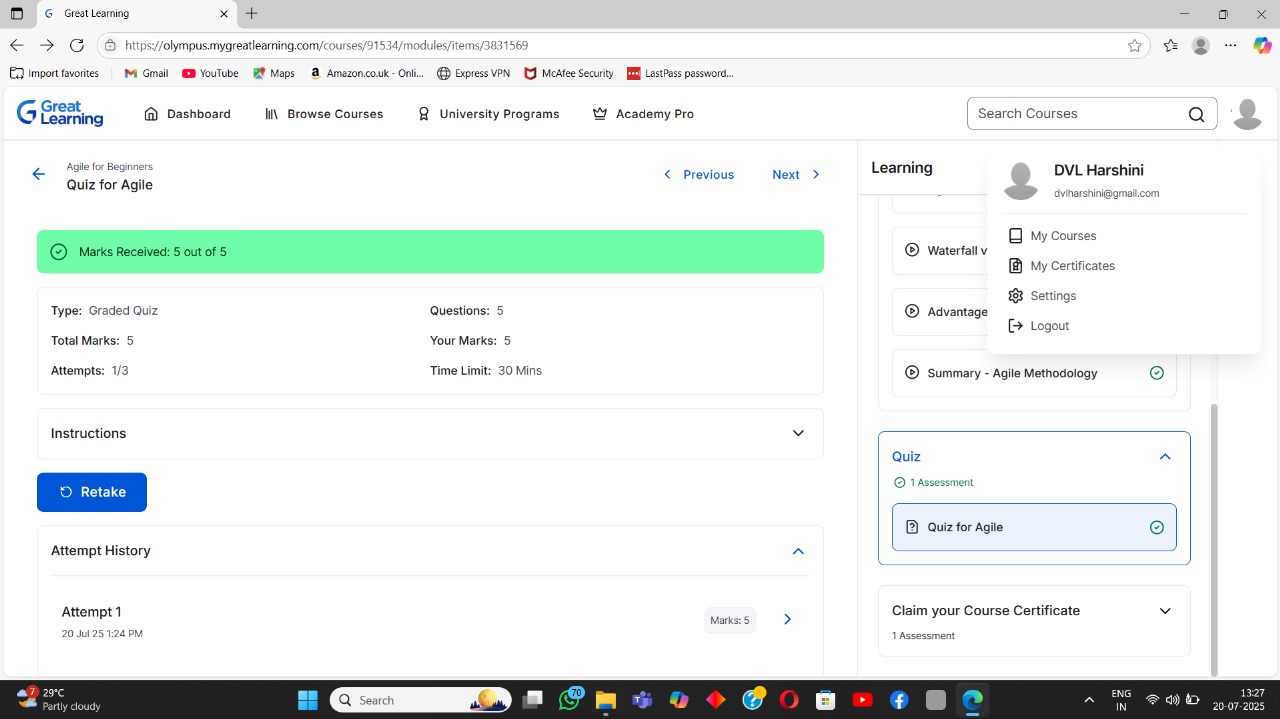 Great Learning
https://olympus.mygreatlearning.com/courses/91534/modules/items/3831569
Import favorites
Gmail
YouTube
Maps
Amazon.co.uk - Onli...
Express VPN
McAfee Security
LastPass password...
Great
Learning
Dashboard
Browse Courses
University Programs
Academy Pro
Search Courses
Agile for Beginners
Quiz for Agile
Previous
Next
Marks Received: 5 out of 5
Type: Graded Quiz
Questions: 5
Total Marks: 5
Your Marks: 5
Attempts: 1/3
Time Limit: 30 Mins
Instructions
Retake
Attempt History
Attempt 1
20 Jul 25 1:24 PM
Marks: 5
Learning
DVL Harshini
dvlharshini@gmail.com
My Courses
My Certificates
Settings
Logout
Waterfall v
Advantage
Summary - Agile Methodology
Quiz
1 Assessment
Quiz for Agile
Claim your Course Certificate
1 Assessment
7
29°C
Partly cloudy
Search
70
ENG
IN
13:27
20-07-2025